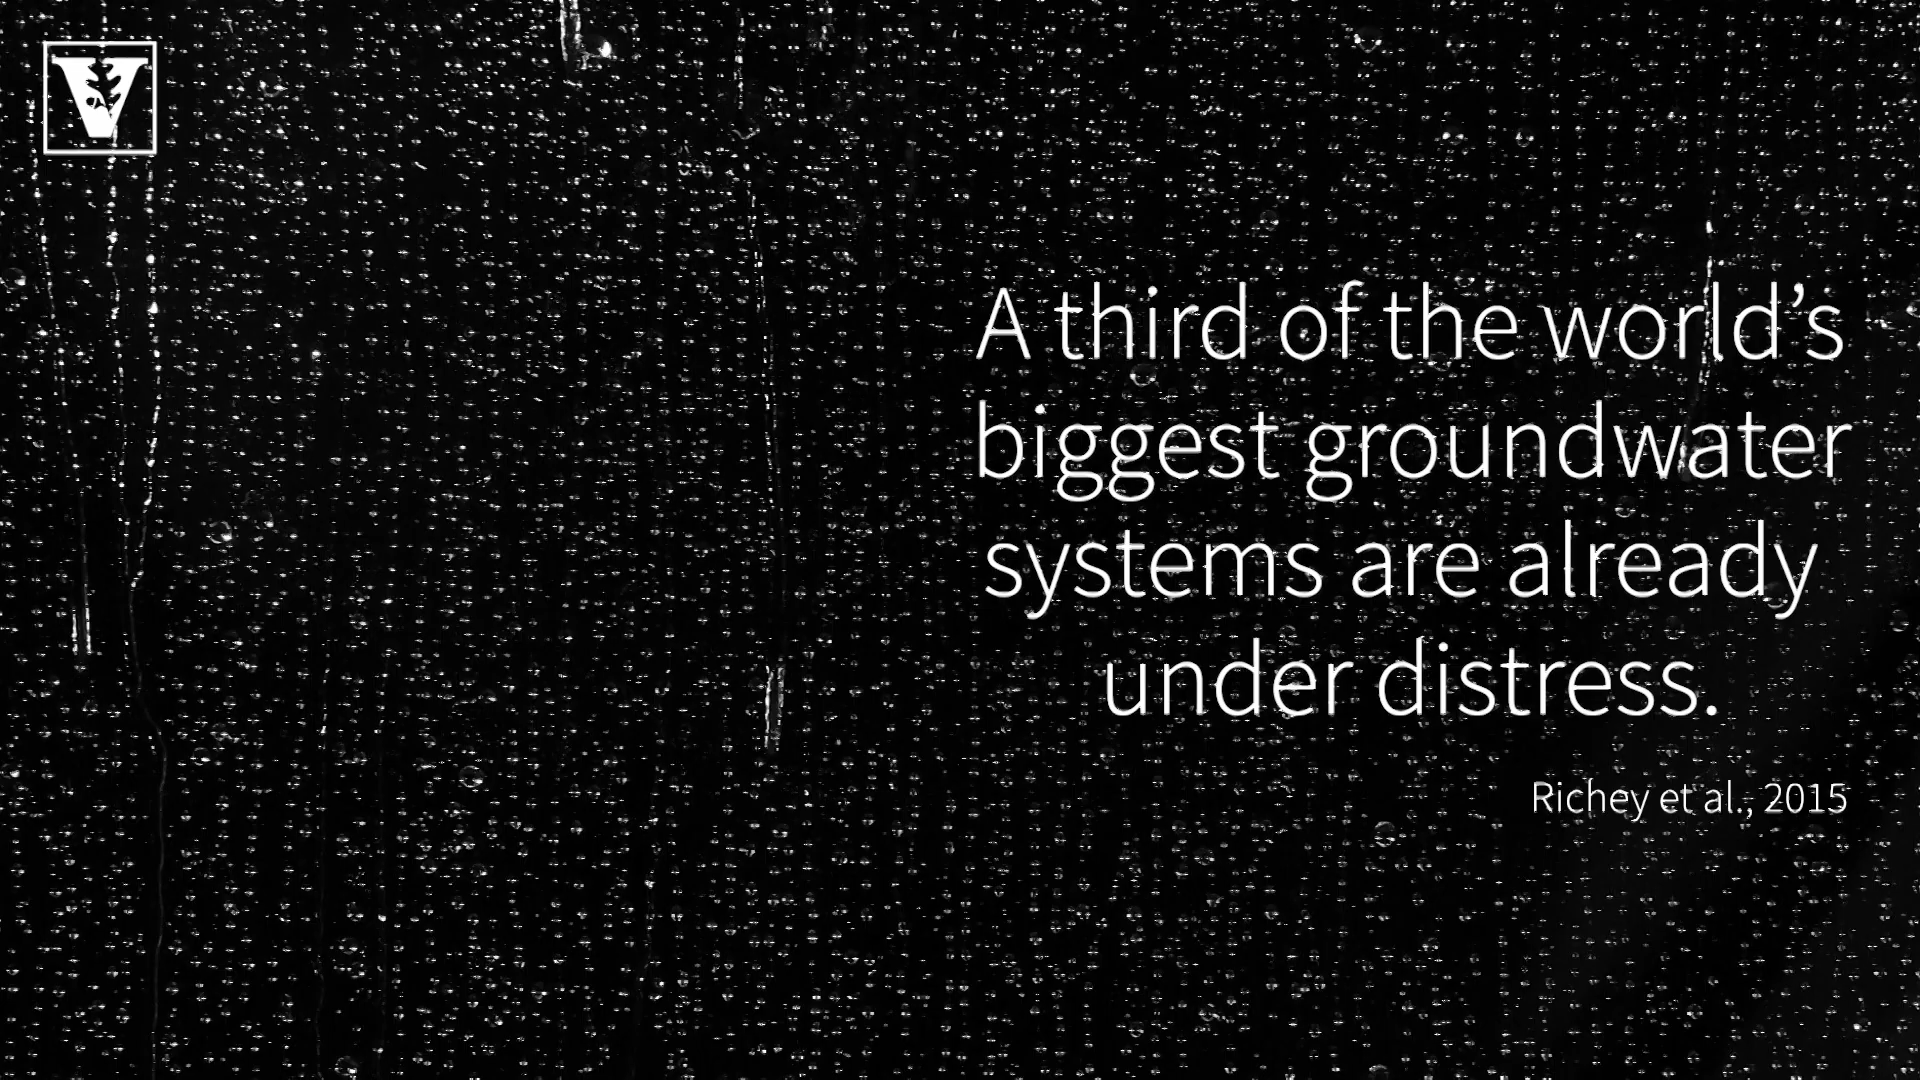 V
A third of the world’s
biggest groundwater
systems are already
under distress.
Richey et al., 2015